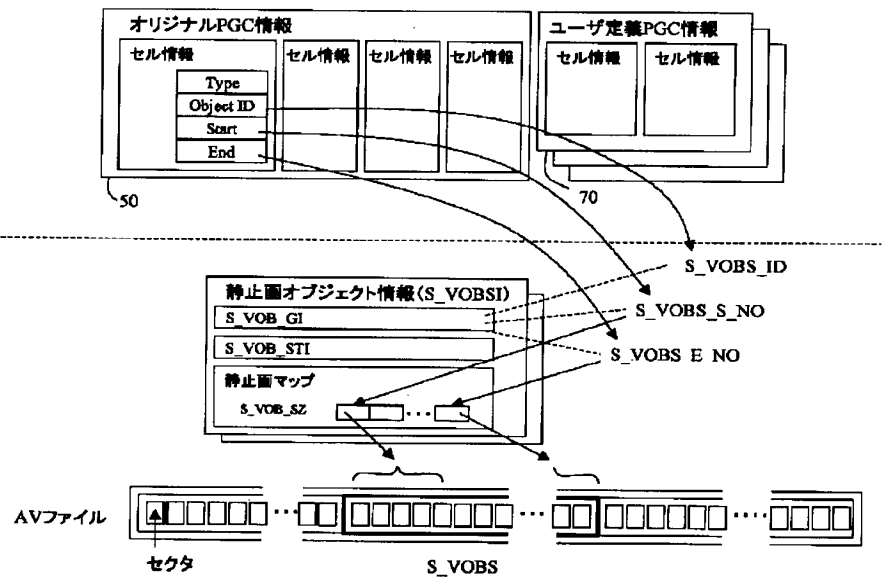 オリジナルPGC情報
セル情報
セル情報
セル情報
セル情報
Type
Object ID
Start
End
50
ユーザ定義PGC情報
セル情報
セル情報
70
S_VOBS_ID
S_VOBS_S_NO
S_VOBS_E_NO
静止画オブジェクト情報(S_VOBSI)
S_VOB_GI
S_VOB_STI
静止画マップ
S_VOB_SZ
AVファイル
セクタ
S_VOBS